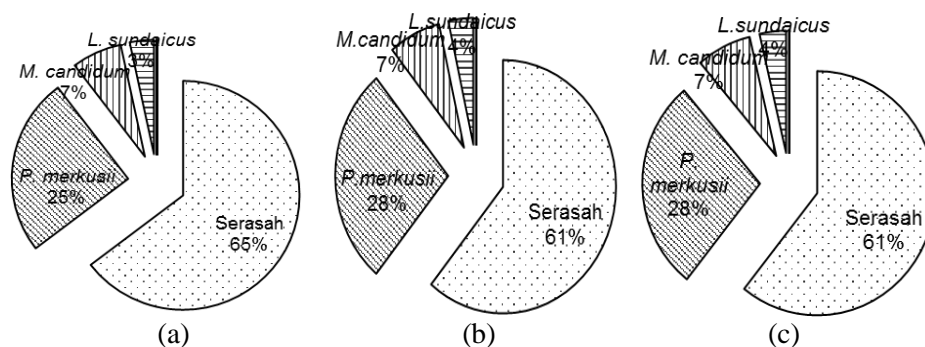 L. sundaicus
3%
M. candidum
7%
P. merkusii
25%
Serasah
65%
(a)
L.sundaicus
4%
M.candidum
7%
P.merkusii
28%
Serasah
61%
(b)
L.sundaicus
4%
M. candidum
7%
P.
merkusii
28%
Serasah
61%
(c)